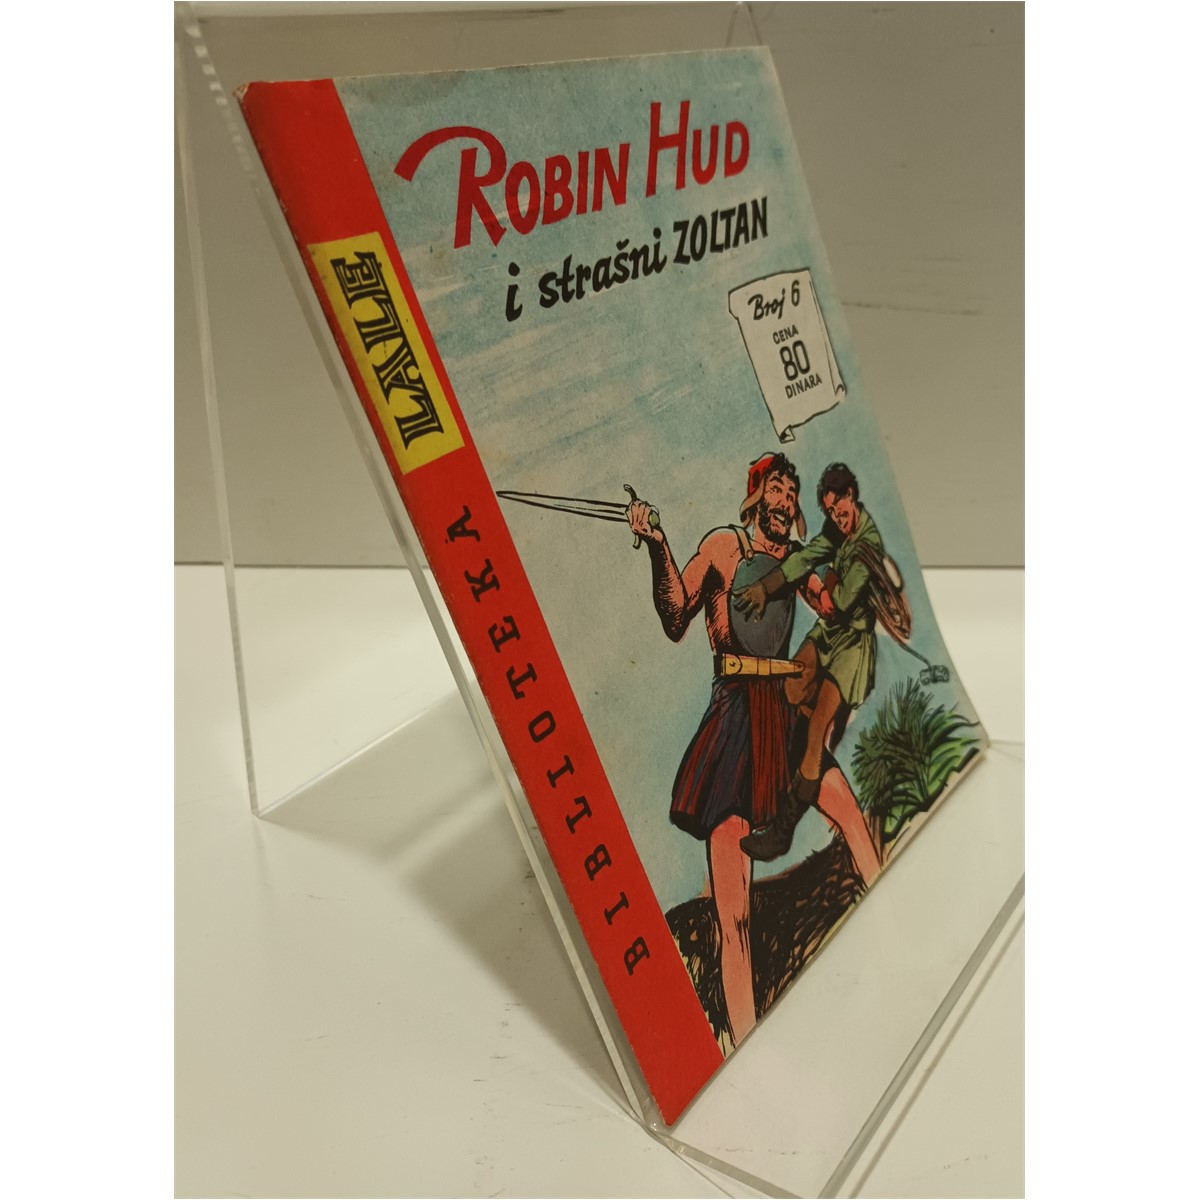 ROBIN HUD
i strašni ZOLTAN
Broj 6
CENA
80
DINARA
BIBLIOTEKA LALE